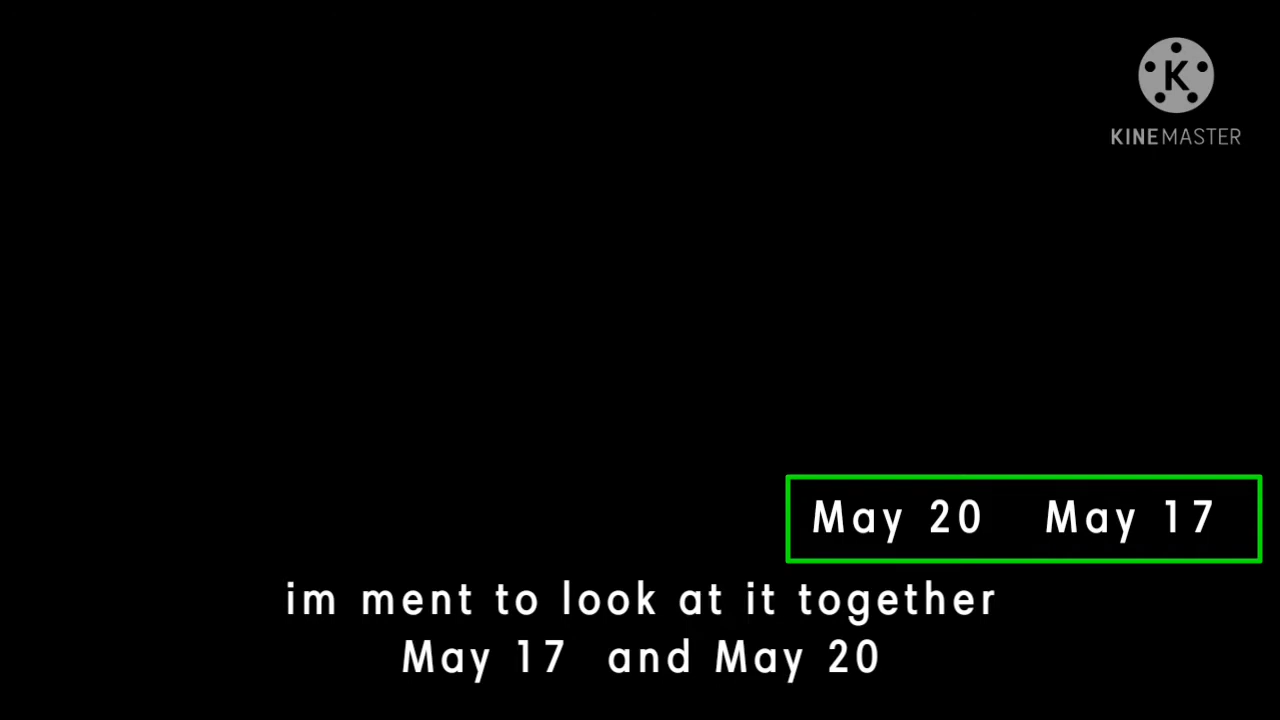 K
KINEMASTER
May 20 May 17
im ment to look at it together
May 17 and May 20